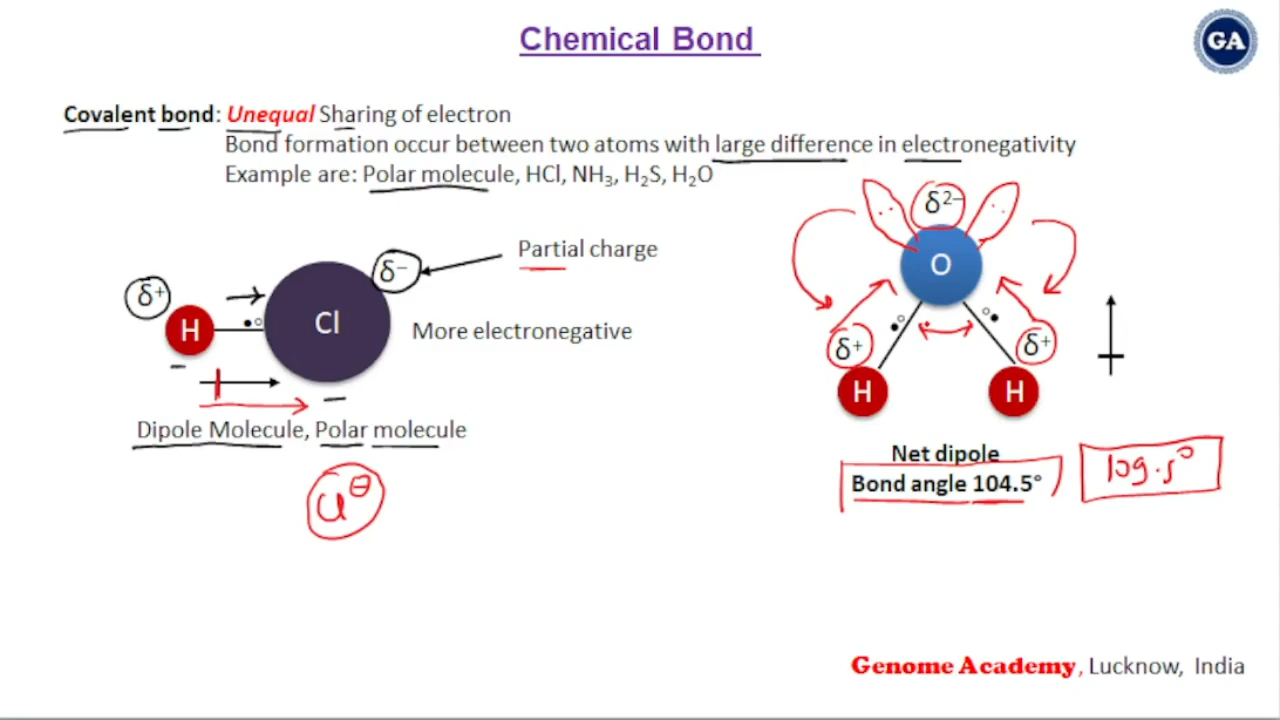 Chemical Bond
GA
Covalent bond: Unequal Sharing of electron
Bond formation occur between two atoms with large difference in electronegativity
Example are: Polar molecule, HCl, NH₃, H₂S, H₂O
δ²⁻
O
δ⁺
δ⁺
H
H
Partial charge
δ⁻
δ⁺
H
Cl
More electronegative
Dipole Molecule, Polar molecule
Net dipole
Bond angle 104.5°
109.5°
Genome Academy, Lucknow, India